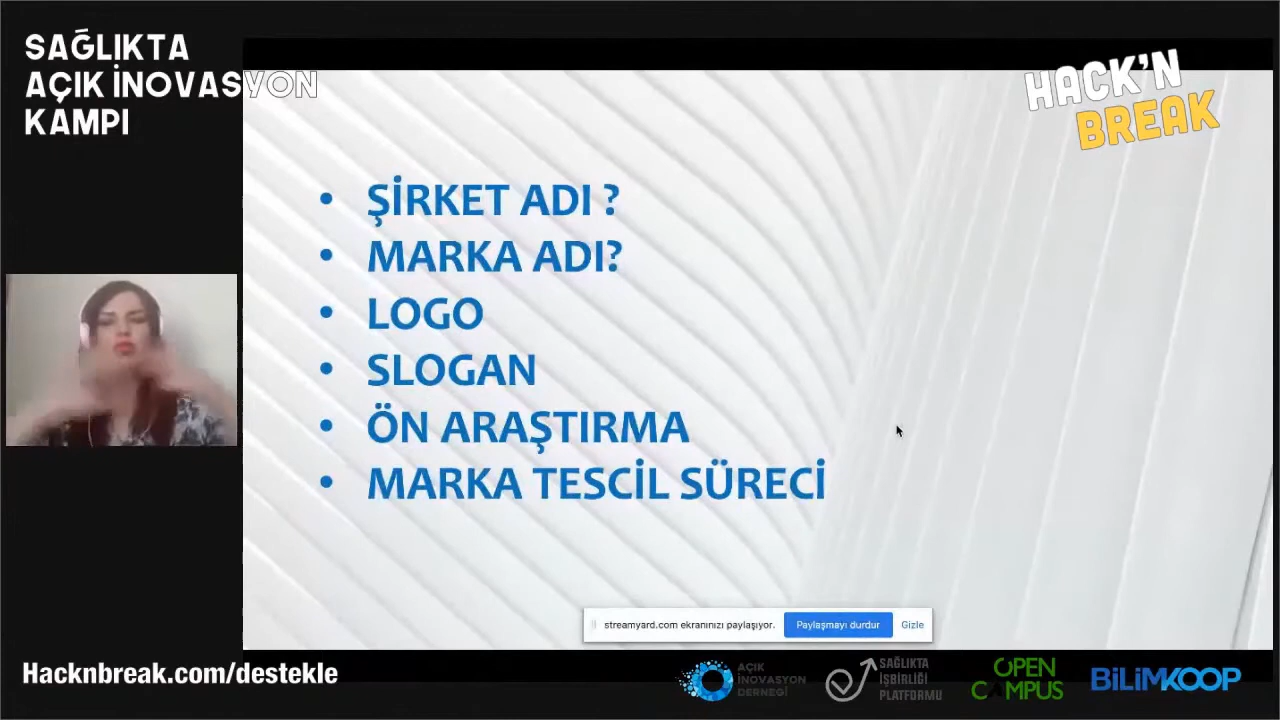 SAĞLIKTA
AÇIK İNOVASYON
KAMPI
HACK'N
BREAK
• ŞİRKET ADI ?
• MARKA ADI?
• LOGO
• SLOGAN
• ÖN ARAŞTIRMA
• MARKA TESCİL SÜRECİ
streamyard.com ekranınızı paylaşıyor. Paylaşmayı durdur Gizle
Hacknbreak.com/destekle
AÇIK
İNOVASYON
DERNEĞİ
SAĞLIKTA
İŞBİRLİĞİ
PLATFORMU
OPEN
CAMPUS
BİLİMKOOP